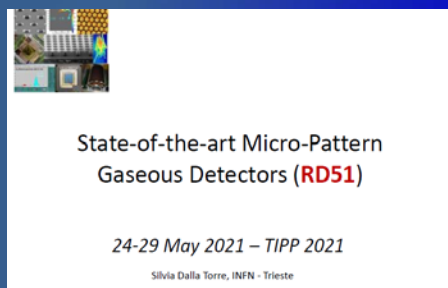 State-of-the-art Micro-Pattern
Gaseous Detectors (RD51)
24-29 May 2021 – TIPP 2021
Silvia Dalla Torre, INFN - Trieste